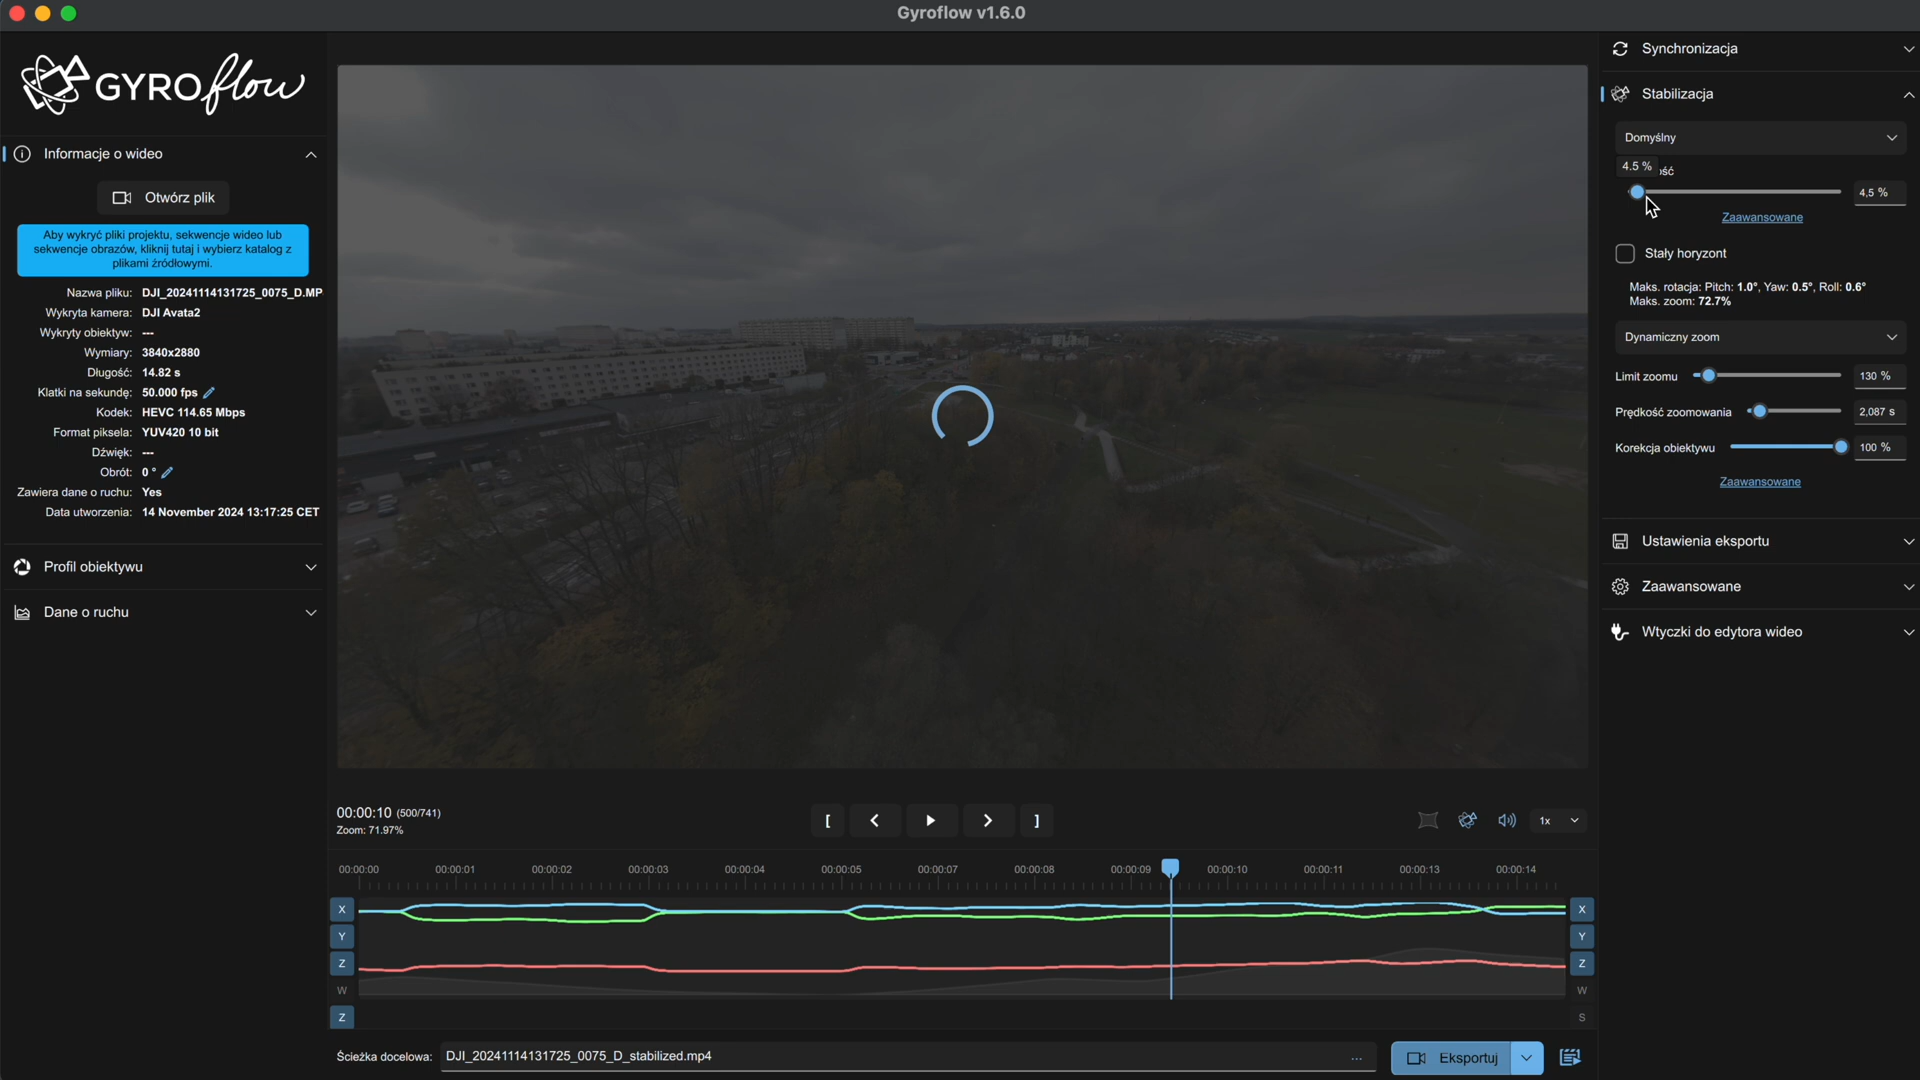 Gyroflow v1.6.0
GYROflow
Informacje o wideo
Otwórz plik
Aby wykryć pliki projektu, sekwencje wideo lub
sekwencje obrazów, kliknij tutaj i wybierz katalog z
plikami źródłowymi.
Nazwa pliku: DJI_20241114131725_0075_D.MP
Wykryta kamera: DJI Avata2
Wykryty obiektyw: ---
Wymiary: 3840x2880
Długość: 14.82 s
Klatki na sekundę: 50.000 fps
Kodek: HEVC 114.65 Mbps
Format piksela: YUV420 10 bit
Dźwięk: ---
Obrót: 0 °
Zawiera dane o ruchu: Yes
Data utworzenia: 14 November 2024 13:17:25 CET
Profil obiektywu
Dane o ruchu
00:00:10 (500/741)
Zoom: 71.97%
[
]
1x
00:00:00 00:00:01 00:00:02 00:00:03 00:00:04 00:00:05 00:00:07 00:00:08 00:00:09 00:00:10 00:00:11 00:00:13 00:00:14
X X
Y Y
Z Z
W W
Z S
Ścieżka docelowa: DJI_20241114131725_0075_D_stabilized.mp4 ...
Eksportuj
Synchronizacja
Stabilizacja
Domyślny
4.5 % ość
4,5 %
Zaawansowane
Stały horyzont
Maks. rotacja: Pitch: 1.0°, Yaw: 0.5°, Roll: 0.6°
Maks. zoom: 72.7%
Dynamiczny zoom
Limit zoomu 130 %
Prędkość zoomowania 2,087 s
Korekcja obiektywu 100 %
Zaawansowane
Ustawienia eksportu
Zaawansowane
Wtyczki do edytora wideo